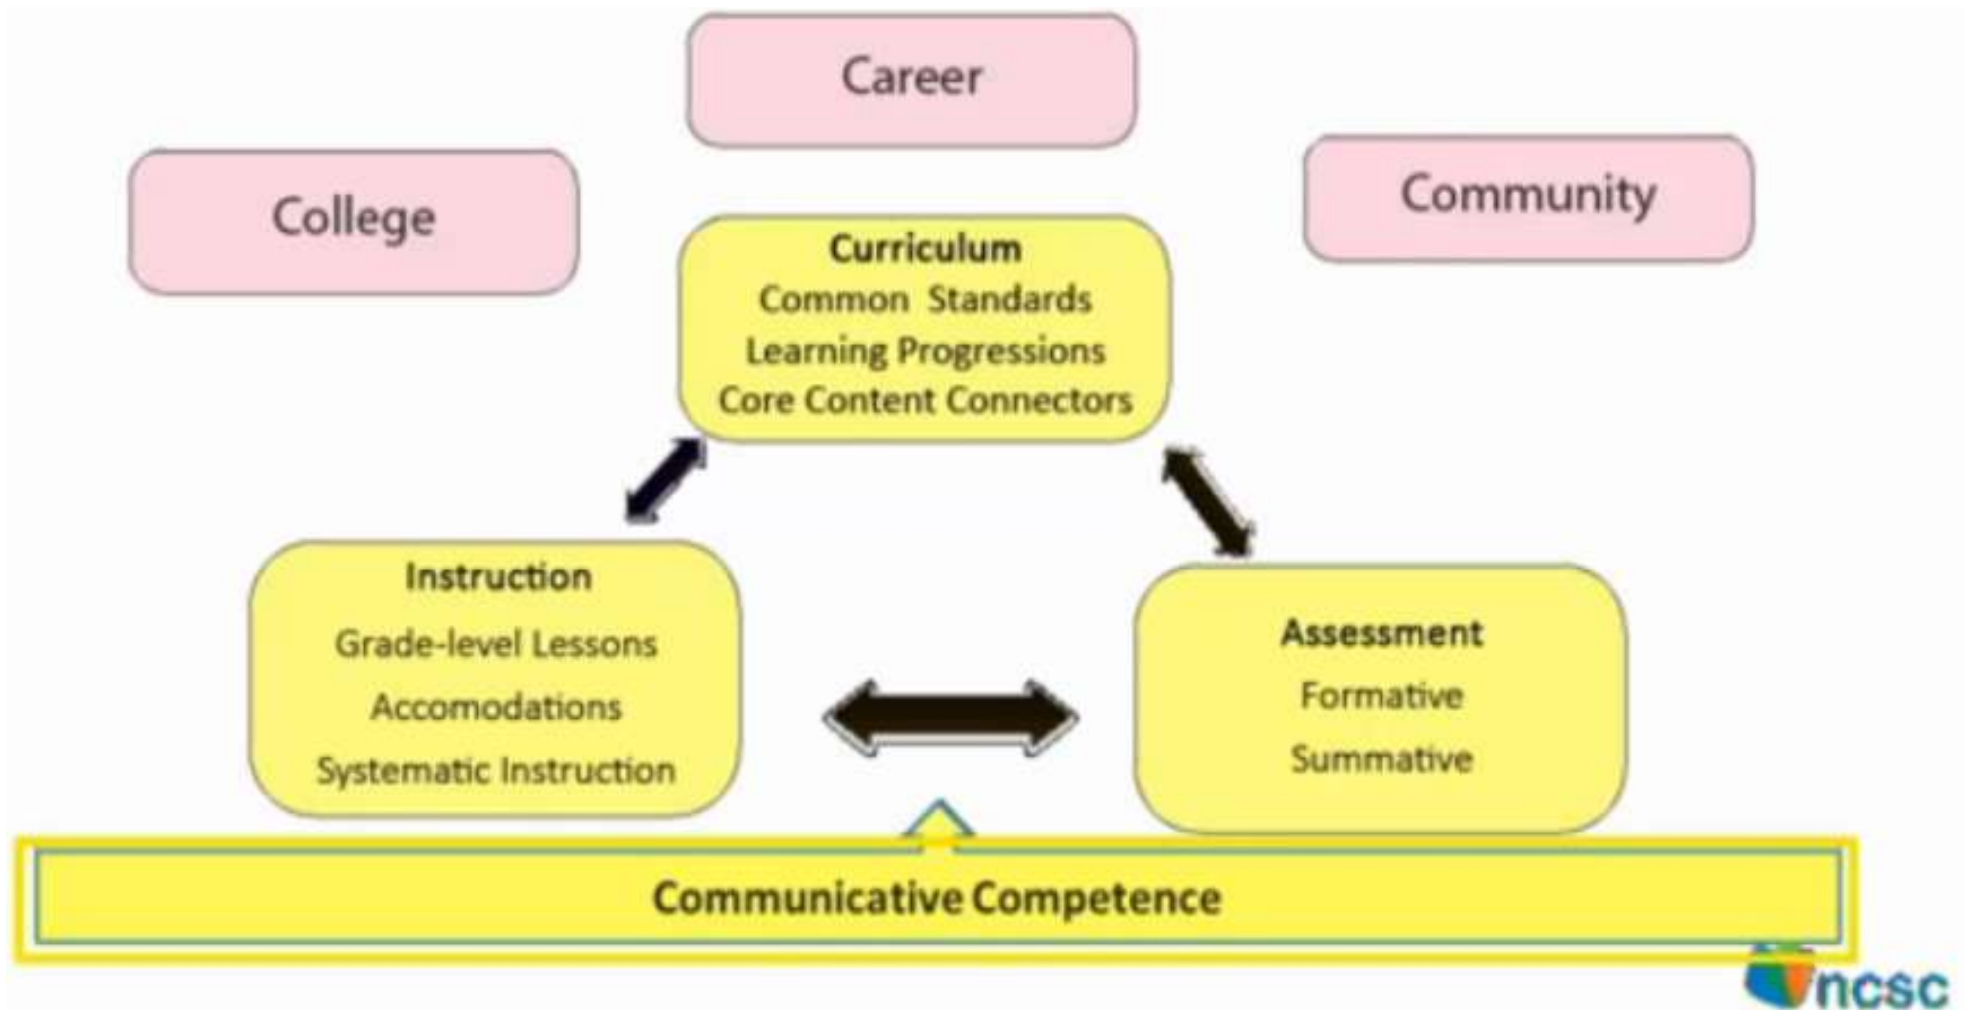 Career
College
Community
Curriculum
Common Standards
Learning Progressions
Core Content Connectors
Instruction
Grade-level Lessons
Accomodations
Systematic Instruction
Assessment
Formative
Summative
Communicative Competence
ncsc